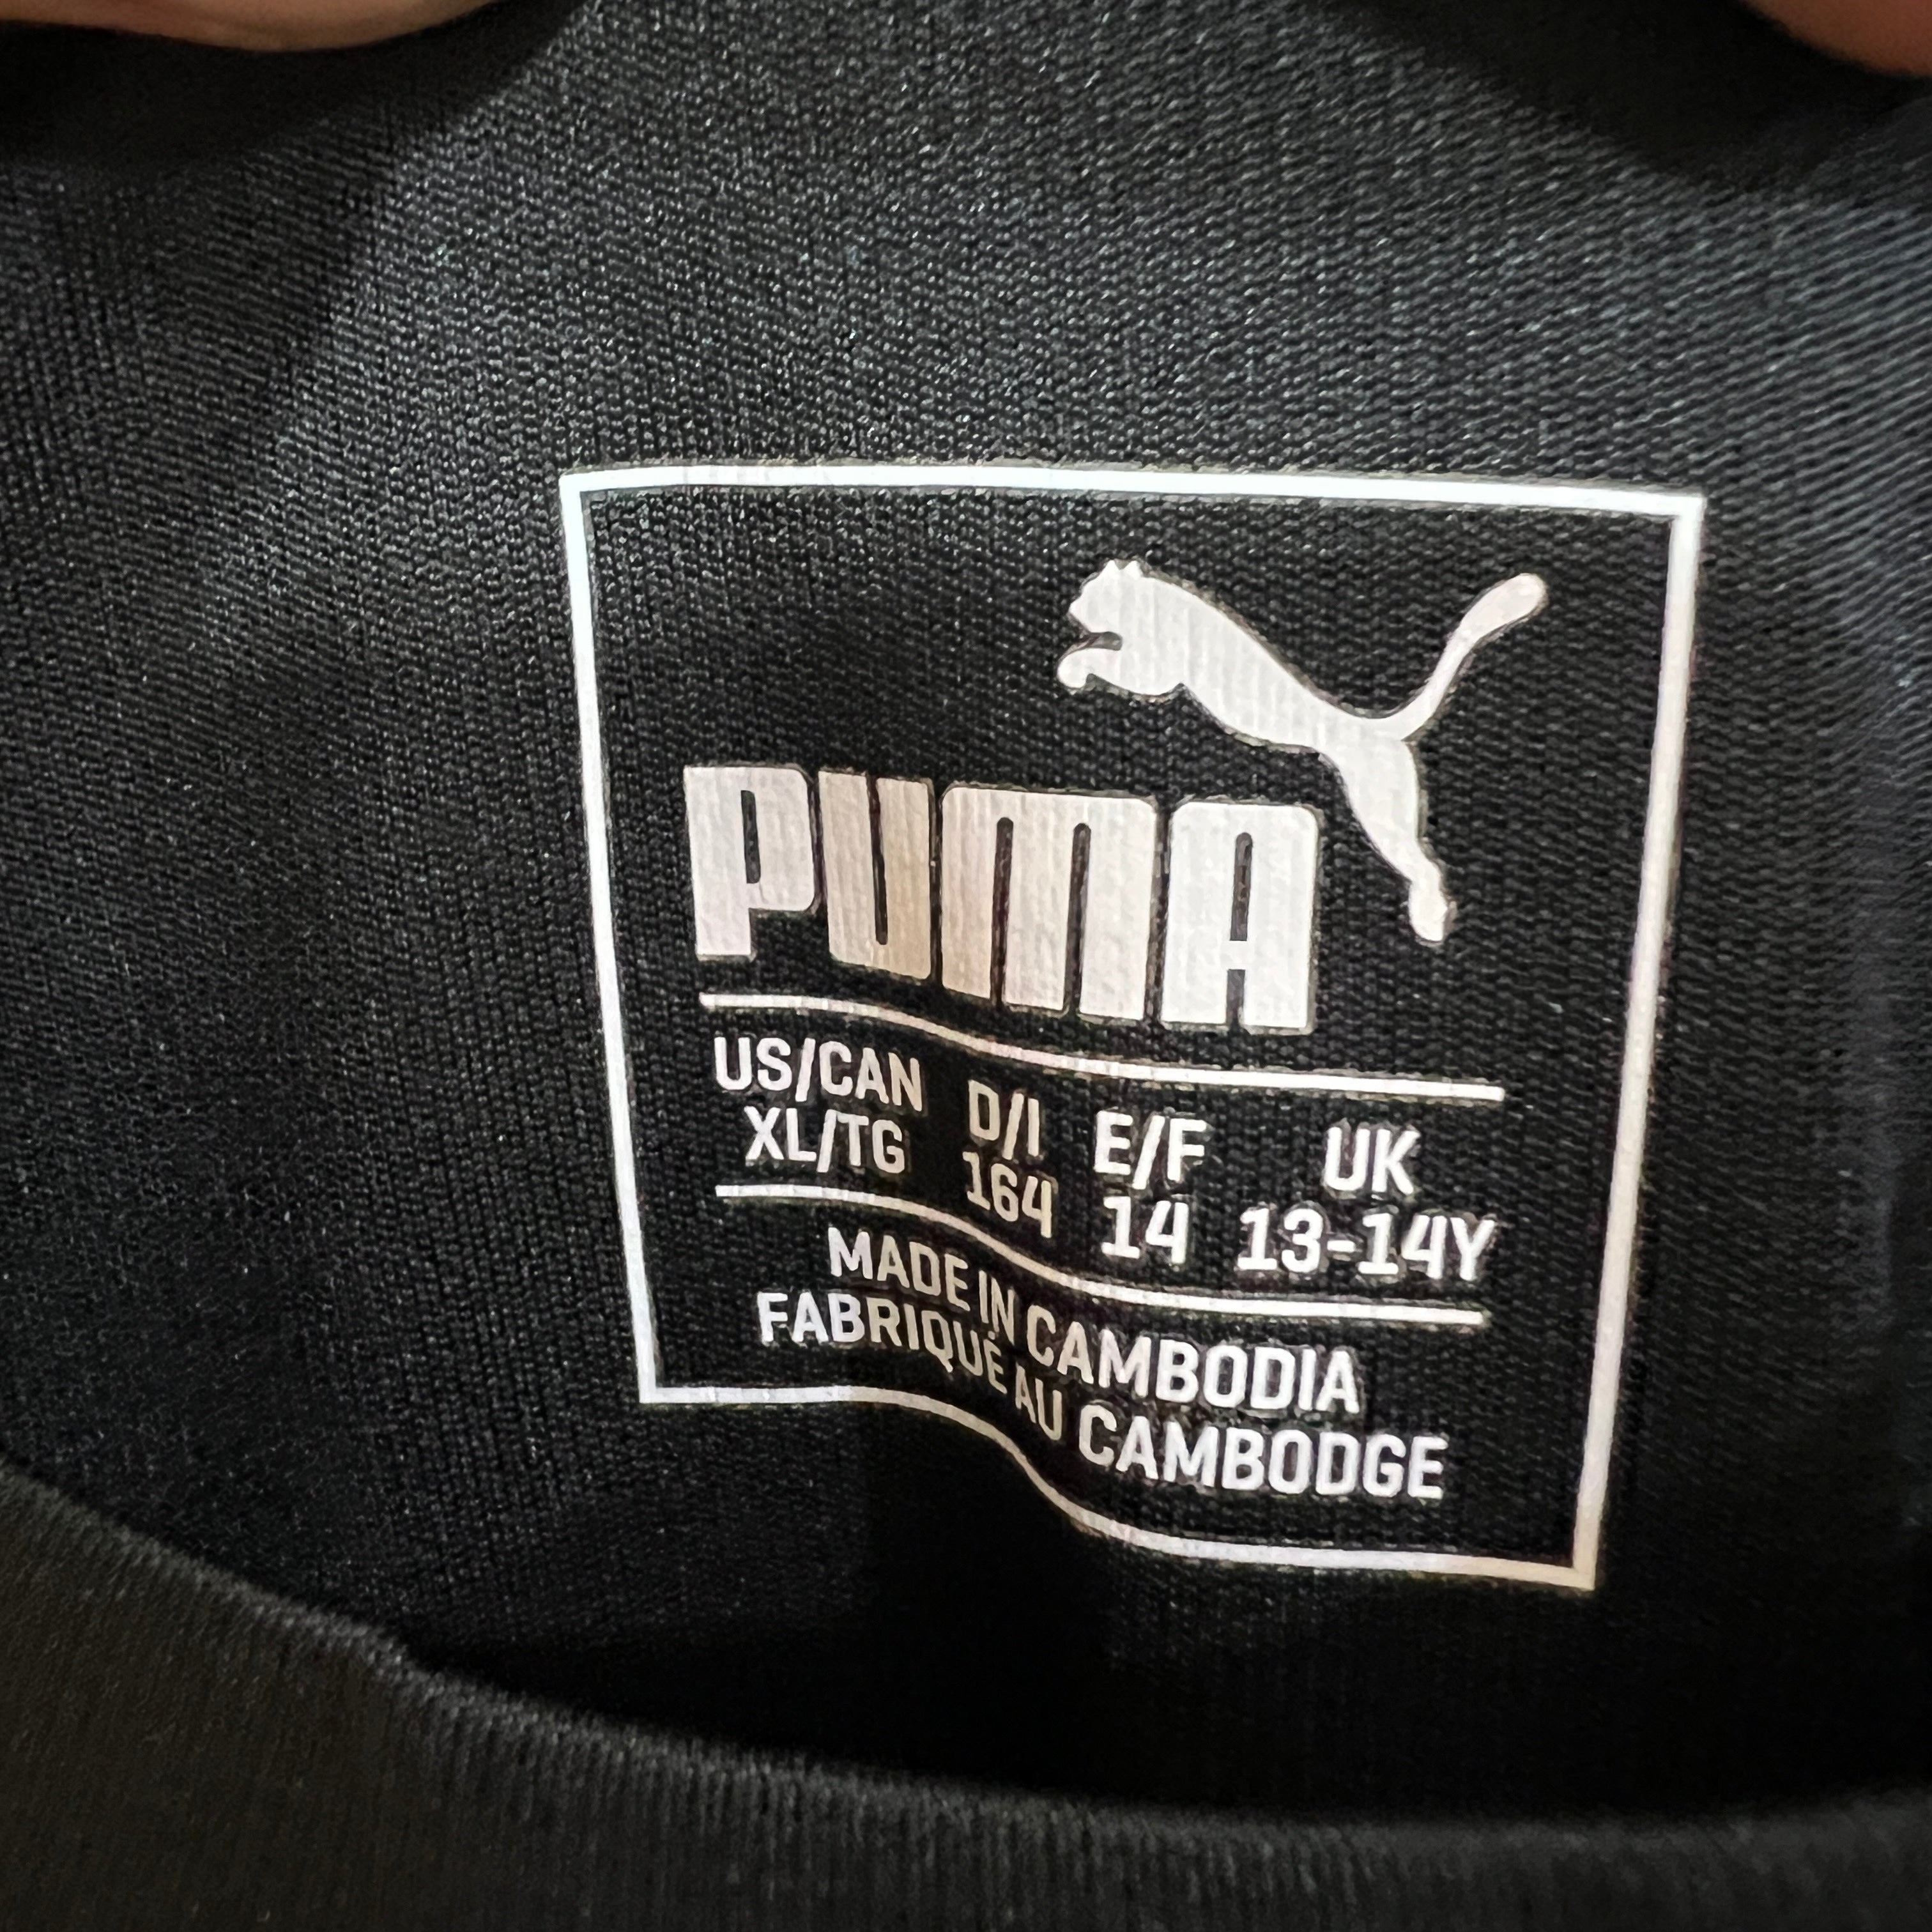 PUMA
US/CAN D/I E/F UK
XL/TG 164 14 13-14Y
MADE IN CAMBODIA
FABRIQUÉ AU CAMBODGE